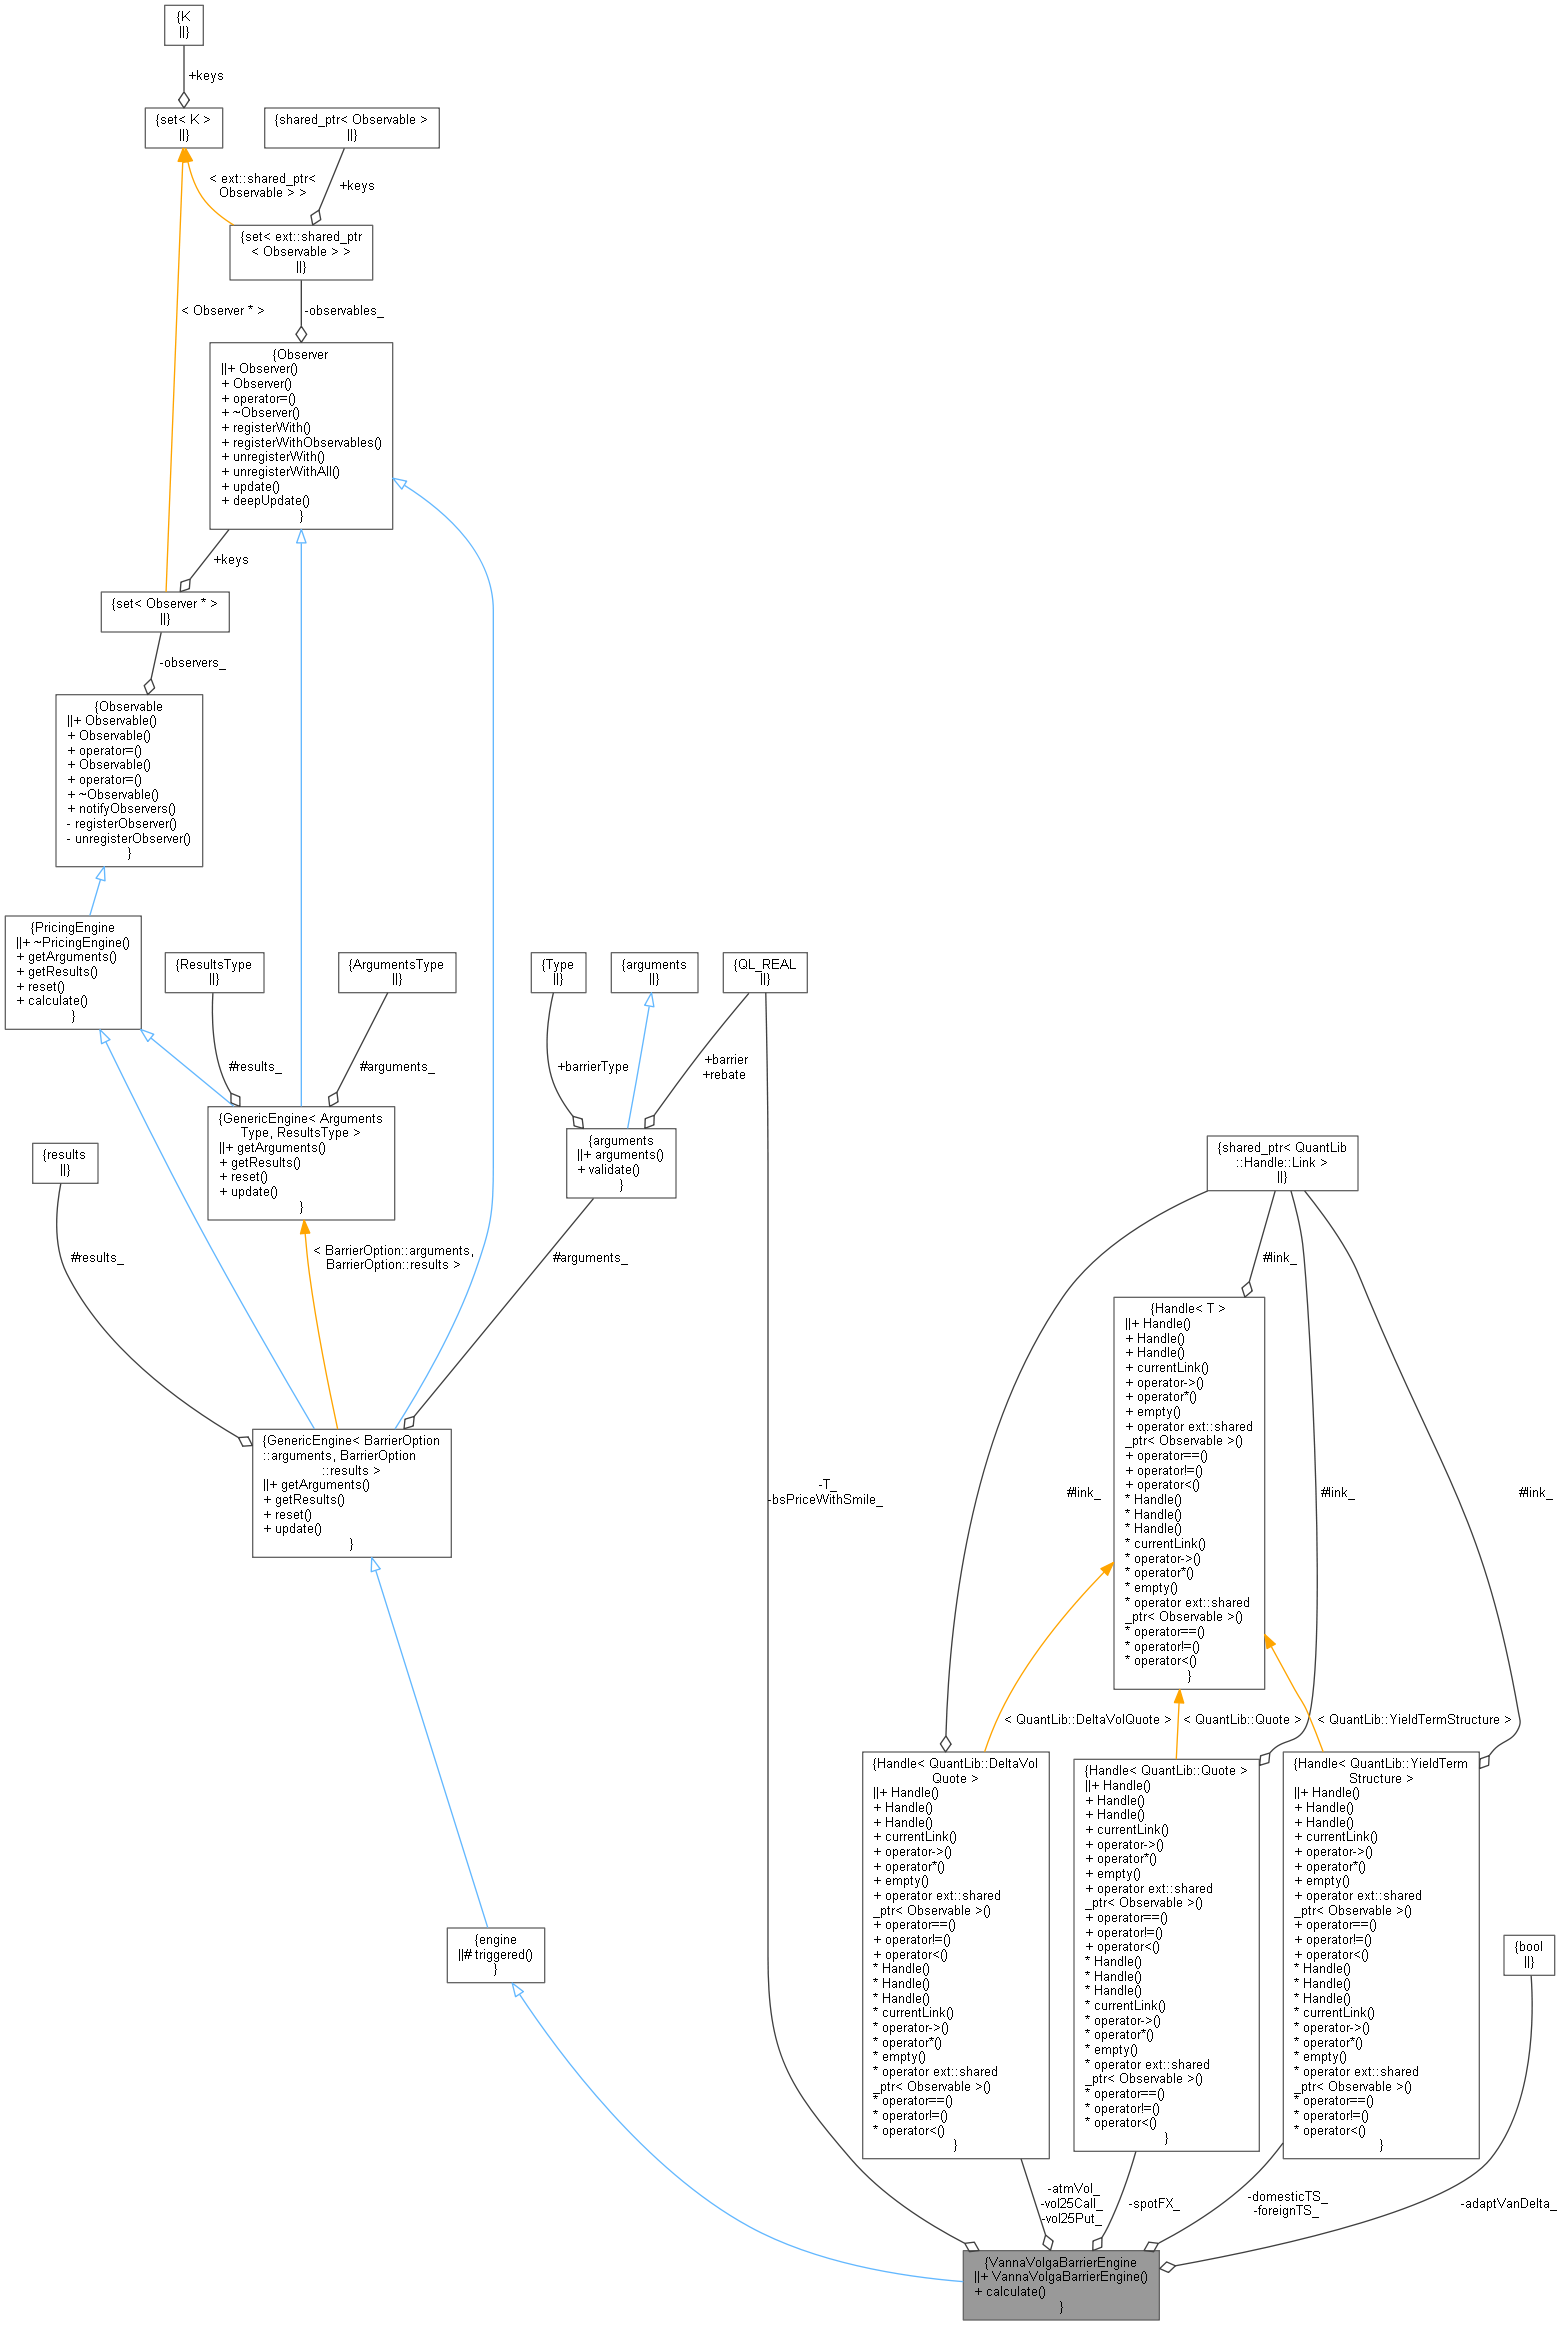 {K
||}
+keys
{set< K >
||}
{shared_ptr< Observable >
||}
< ext::shared_ptr<
Observable > >
+keys
{set< ext::shared_ptr
< Observable > >
||}
< Observer * >
-observables_
{Observer
||+ Observer()
+ Observer()
+ operator=()
+ ~Observer()
+ registerWith()
+ registerWithObservables()
+ unregisterWith()
+ unregisterWithAll()
+ update()
+ deepUpdate()
}
+keys
{set< Observer * >
||}
-observers_
{Observable
||+ Observable()
+ Observable()
+ operator=()
+ Observable()
+ operator=()
+ ~Observable()
+ notifyObservers()
- registerObserver()
- unregisterObserver()
}
{PricingEngine
||+ ~PricingEngine()
+ getArguments()
+ getResults()
+ reset()
+ calculate()
}
{ResultsType
||}
{ArgumentsType
||}
{Type
||}
{arguments
||}
{QL_REAL
||}
#results_
#arguments_
+barrierType
+barrier
+rebate
{GenericEngine< Arguments
Type, ResultsType >
||+ getArguments()
+ getResults()
+ reset()
+ update()
}
{arguments
||+ arguments()
+ validate()
}
{results
||}
{shared_ptr< QuantLib
::Handle::Link >
||}
#results_
< BarrierOption::arguments,
BarrierOption::results >
#arguments_
#link_
{Handle< T >
||+ Handle()
+ Handle()
+ Handle()
+ currentLink()
+ operator->()
+ operator*()
+ empty()
+ operator ext::shared
_ptr< Observable >()
+ operator==()
+ operator!=()
+ operator<()
* Handle()
* Handle()
* Handle()
* currentLink()
* operator->()
* operator*()
* empty()
* operator ext::shared
_ptr< Observable >()
* operator==()
* operator!=()
* operator<()
}
{GenericEngine< BarrierOption
::arguments, BarrierOption
::results >
||+ getArguments()
+ getResults()
+ reset()
+ update()
}
-T_
-bsPriceWithSmile_
#link_
#link_
#link_
< QuantLib::DeltaVolQuote >
< QuantLib::Quote >
< QuantLib::YieldTermStructure >
{Handle< QuantLib::DeltaVol
Quote >
||+ Handle()
+ Handle()
+ Handle()
+ currentLink()
+ operator->()
+ operator*()
+ empty()
+ operator ext::shared
_ptr< Observable >()
+ operator==()
+ operator!=()
+ operator<()
* Handle()
* Handle()
* Handle()
* currentLink()
* operator->()
* operator*()
* empty()
* operator ext::shared
_ptr< Observable >()
* operator==()
* operator!=()
* operator<()
}
{Handle< QuantLib::Quote >
||+ Handle()
+ Handle()
+ Handle()
+ currentLink()
+ operator->()
+ operator*()
+ empty()
+ operator ext::shared
_ptr< Observable >()
+ operator==()
+ operator!=()
+ operator<()
* Handle()
* Handle()
* Handle()
* currentLink()
* operator->()
* operator*()
* empty()
* operator ext::shared
_ptr< Observable >()
* operator==()
* operator!=()
* operator<()
}
{Handle< QuantLib::YieldTerm
Structure >
||+ Handle()
+ Handle()
+ Handle()
+ currentLink()
+ operator->()
+ operator*()
+ empty()
+ operator ext::shared
_ptr< Observable >()
+ operator==()
+ operator!=()
+ operator<()
* Handle()
* Handle()
* Handle()
* currentLink()
* operator->()
* operator*()
* empty()
* operator ext::shared
_ptr< Observable >()
* operator==()
* operator!=()
* operator<()
}
{engine
||# triggered()
}
{bool
||}
-atmVol_
-vol25Call_
-vol25Put_
-spotFX_
-domesticTS_
-foreignTS_
-adaptVanDelta_
{VannaVolgaBarrierEngine
||+ VannaVolgaBarrierEngine()
+ calculate()
}